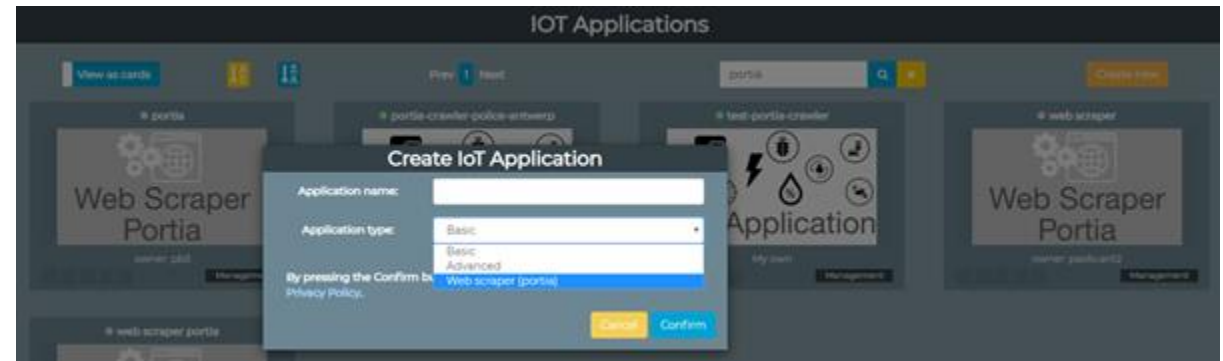 IOT Applications
View as cards
Prev 1 Next
portia
Create new
portia
portia-crawler-police-antwerp
test-portia-crawler
web scraper
Create IoT Application
Application name:
Application type:
Basic
Basic
Advanced
Web scraper (portia)
By pressing the Confirm bu
Privacy Policy.
Cancel
Confirm
Web Scraper
Portia
Application
Web Scraper
Portia
My own
Management
Management
web scraper portia